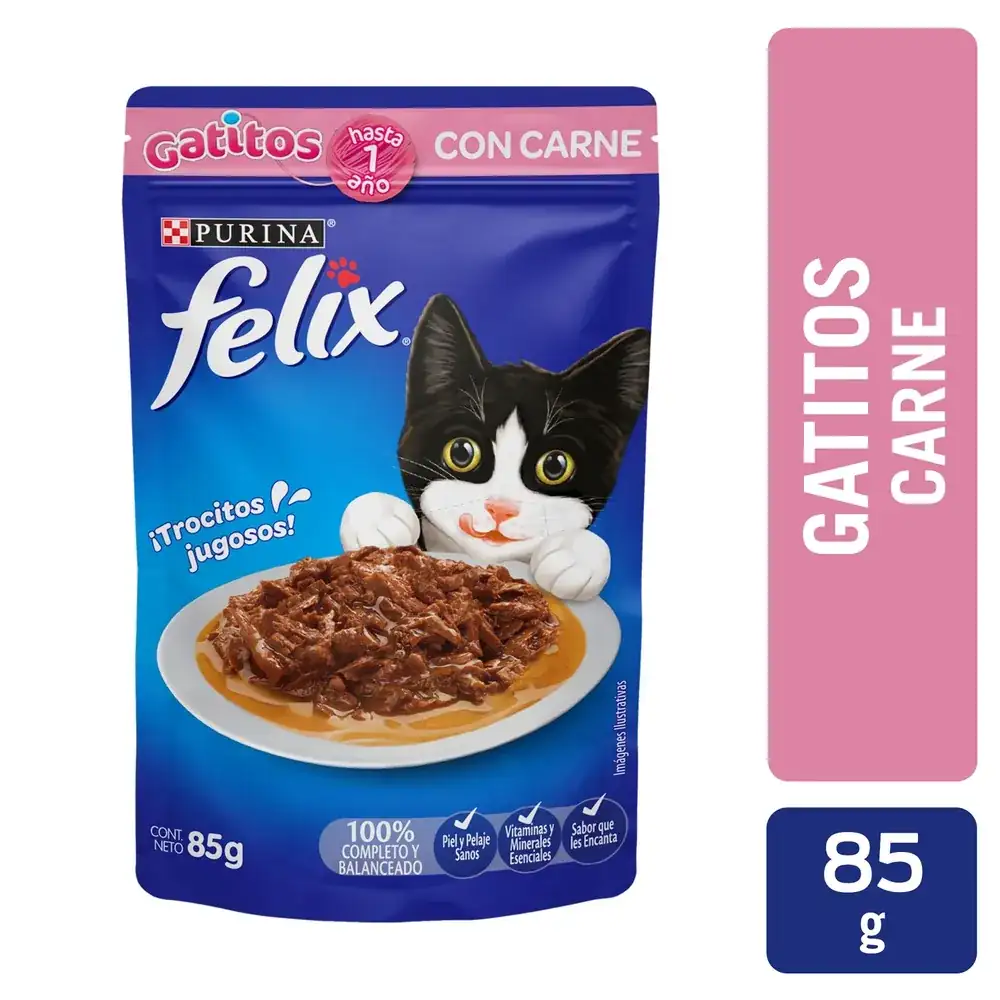 Gatitos
hasta
1
año
CON CARNE
PURINA®
felix®
¡Trocitos
jugosos!
Imágenes Ilustrativas
CONT.
NETO 85g
100%
COMPLETO Y
BALANCEADO
Piel y Pelaje
Sanos
Vitaminas y
Minerales
Esenciales
Sabor que
les Encanta
GATITOS
CARNE
85
g